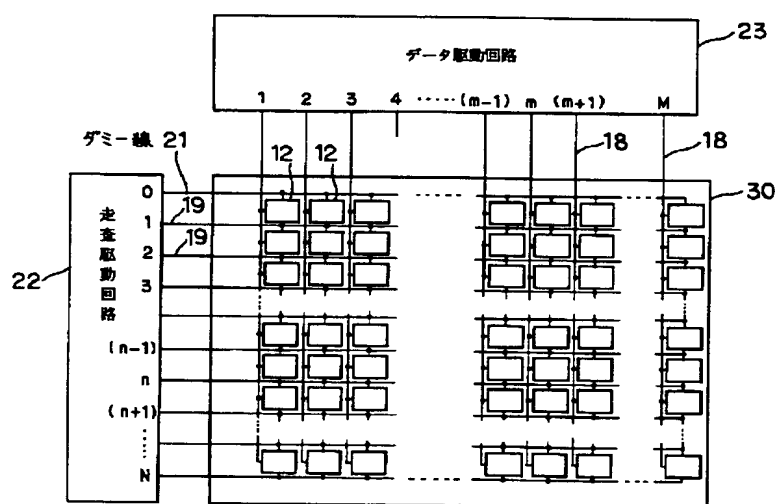 23
データ駆動回路
1 2 3 4 ····· (m-1) m (m+1) M
ダミー線 21
12 12 18 18
30
走査駆動回路
22
0
19 1
19 2
3
(n-1)
n
(n+1)
N